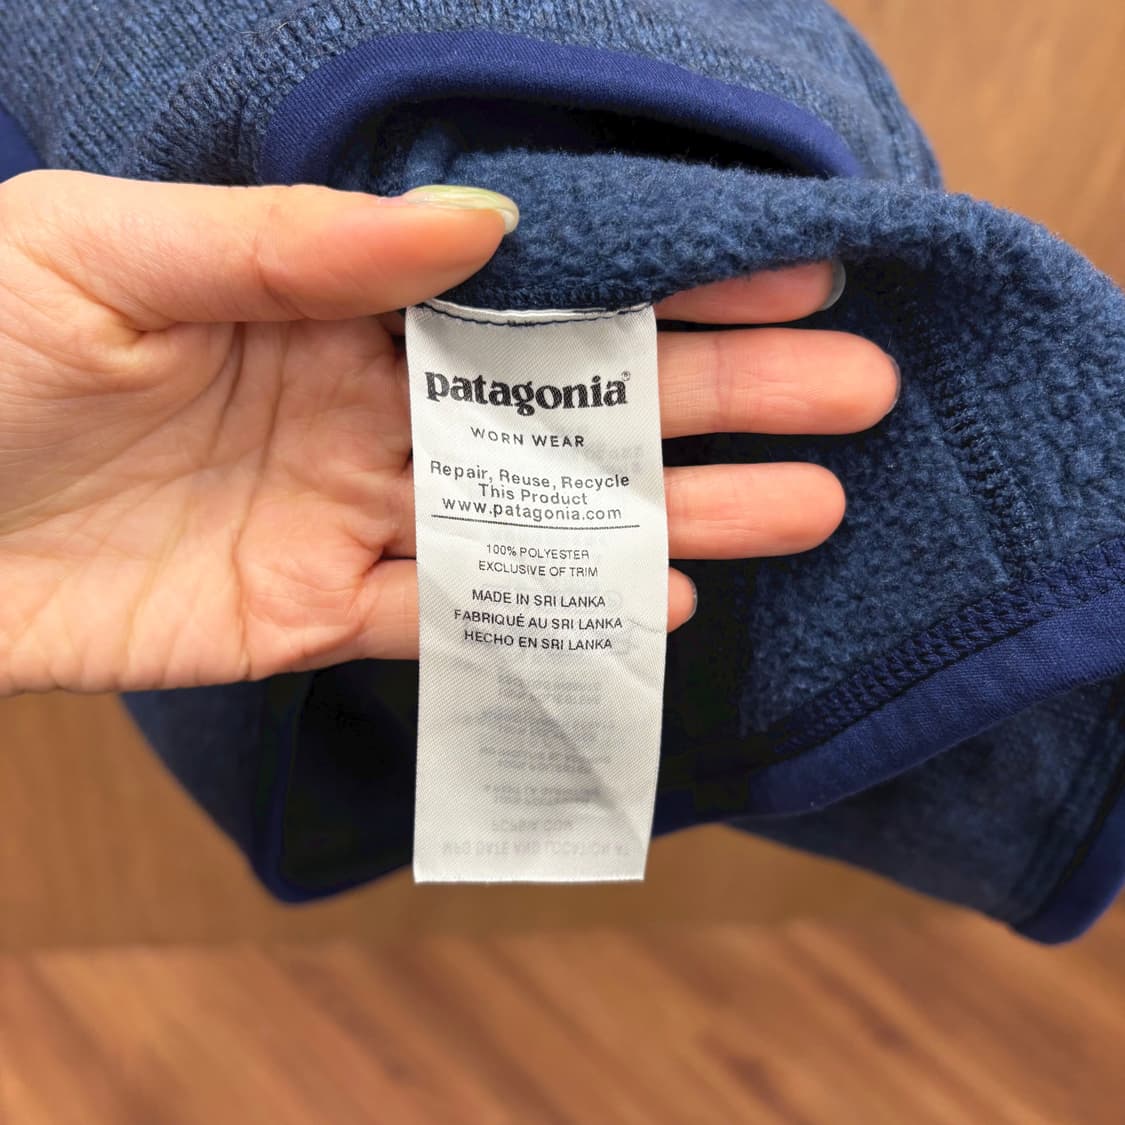 patagonia®
WORN WEAR
Repair, Reuse, Recycle
This Product
www.patagonia.com
100% POLYESTER
EXCLUSIVE OF TRIM
MADE IN SRI LANKA
FABRIQUÉ AU SRI LANKA
HECHO EN SRI LANKA